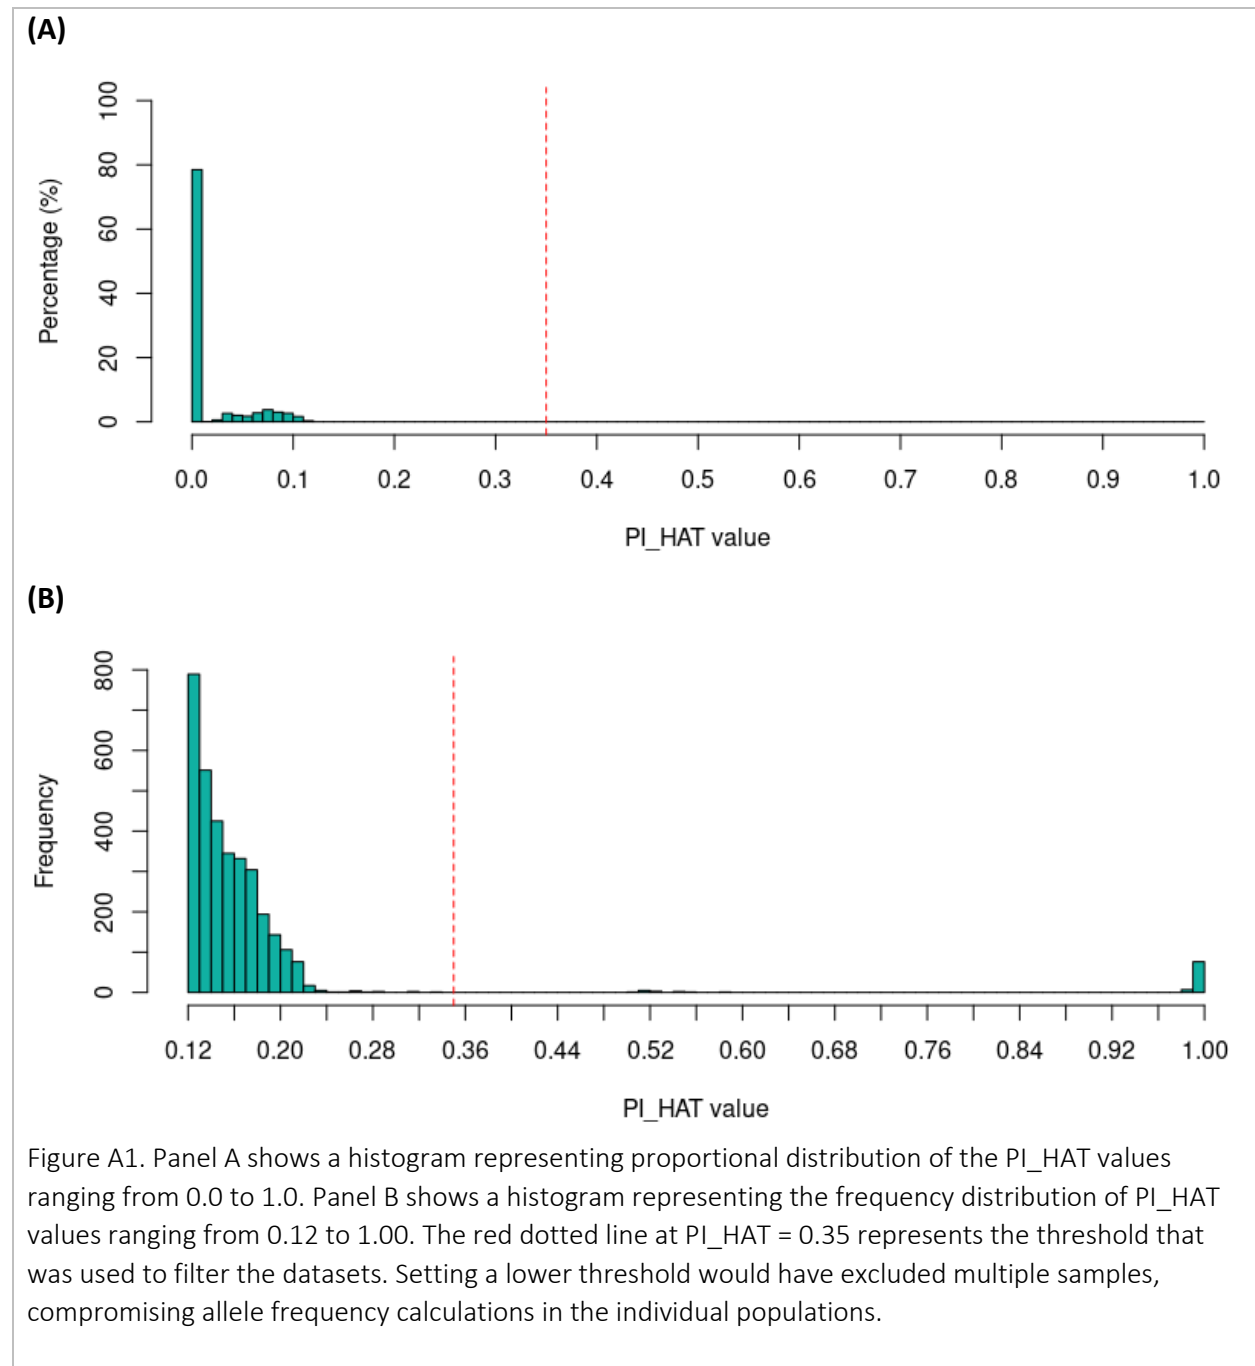 (A)
100
80
60
40
20
0
Percentage (%)
0.0 0.1 0.2 0.3 0.4 0.5 0.6 0.7 0.8 0.9 1.0
PI_HAT value
(B)
800
600
400
200
0
Frequency
0.12 0.20 0.28 0.36 0.44 0.52 0.60 0.68 0.76 0.84 0.92 1.00
PI_HAT value
Figure A1. Panel A shows a histogram representing proportional distribution of the PI_HAT values
ranging from 0.0 to 1.0. Panel B shows a histogram representing the frequency distribution of PI_HAT
values ranging from 0.12 to 1.00. The red dotted line at PI_HAT = 0.35 represents the threshold that
was used to filter the datasets. Setting a lower threshold would have excluded multiple samples,
compromising allele frequency calculations in the individual populations.